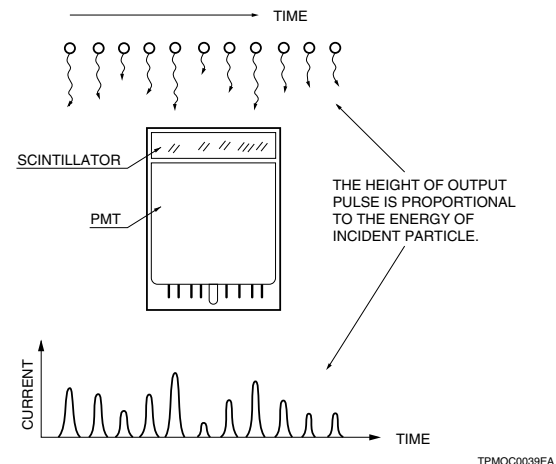 TIME
SCINTILLATOR
PMT
THE HEIGHT OF OUTPUT
PULSE IS PROPORTIONAL
TO THE ENERGY OF
INCIDENT PARTICLE.
CURRENT
TIME
TPMOC0039EA